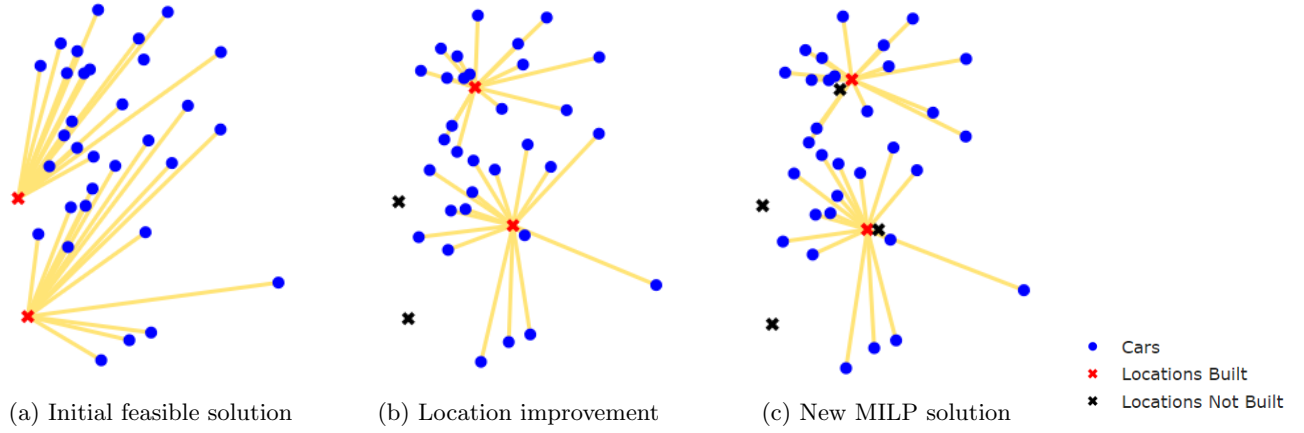 Cars
Locations Built
Locations Not Built
(a) Initial feasible solution
(b) Location improvement
(c) New MILP solution